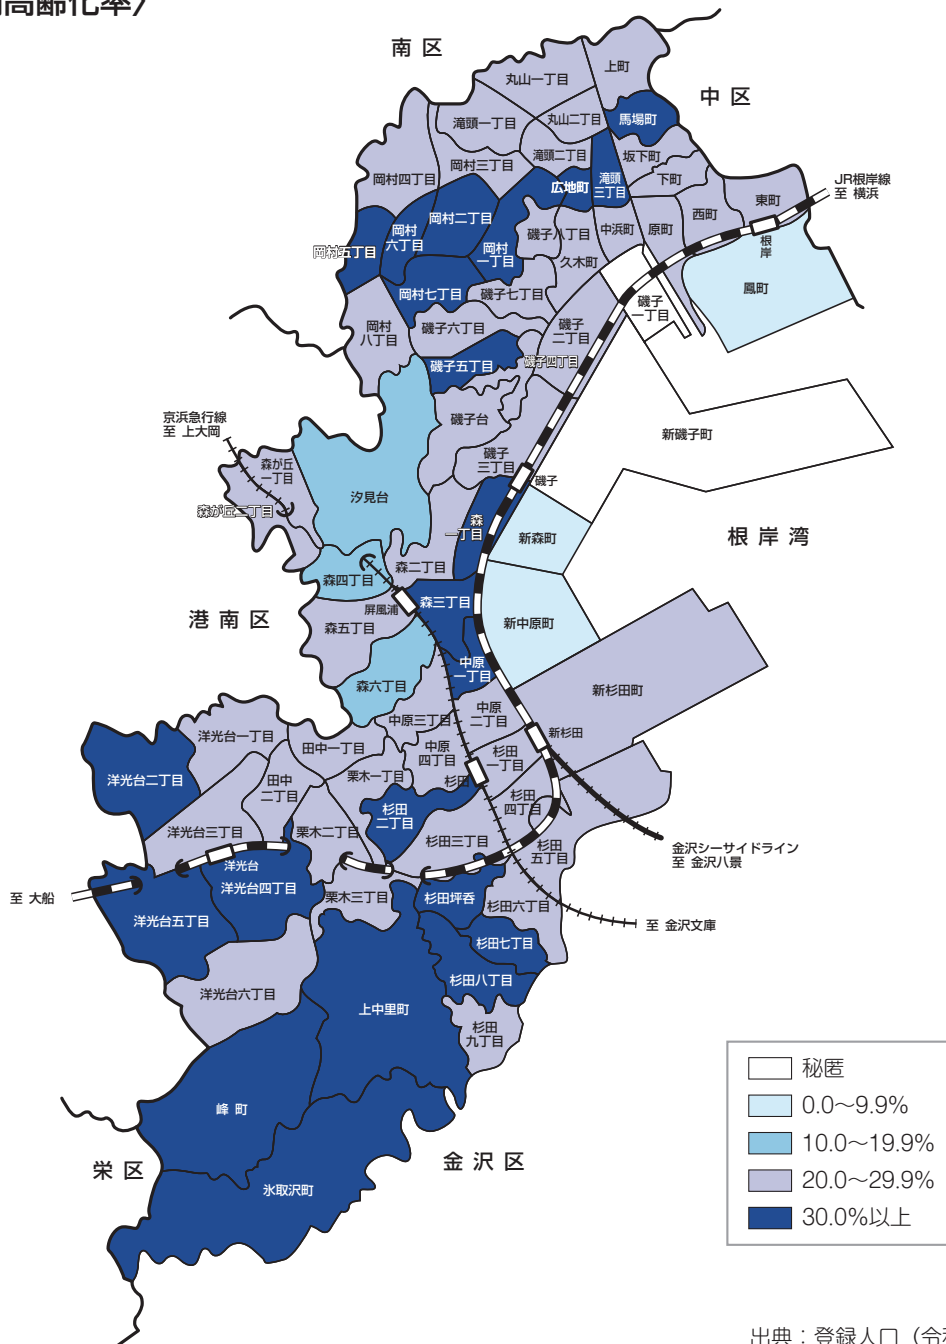 高齢化率〉
南区
中区
丸山一丁目
上町
滝頭一丁目
丸山二丁目
馬場町
岡村三丁目
滝頭二丁目
坂下町
岡村四丁目
広地町
滝頭
三丁目
下町
東町
JR根岸線
至 横浜
岡村二丁目
西町
岡村
六丁目
岡村
一丁目
磯子八丁目
中浜町
原町
根岸
岡村五丁目
久木町
岡村七丁目
磯子七丁目
磯子
一丁目
鳳町
岡村
八丁目
磯子六丁目
磯子
二丁目
磯子五丁目
磯子四丁目
京浜急行線
至 上大岡
磯子台
新磯子町
森が丘
一丁目
磯子
三丁目
磯子
汐見台
森が丘二丁目
森
一丁目
新森町
根岸湾
森二丁目
森四丁目
屏風浦
森三丁目
港南区
森五丁目
新中原町
中原
一丁目
森六丁目
新杉田町
中原三丁目
中原
二丁目
洋光台一丁目
田中一丁目
新杉田
中原
四丁目
杉田
一丁目
洋光台二丁目
田中
二丁目
栗木一丁目
杉田
杉田
二丁目
杉田
四丁目
洋光台三丁目
栗木二丁目
杉田三丁目
杉田
五丁目
金沢シーサイドライン
至 金沢八景
洋光台
至 大船
洋光台四丁目
栗木三丁目
杉田坪呑
杉田六丁目
洋光台五丁目
至 金沢文庫
杉田七丁目
洋光台六丁目
杉田八丁目
上中里町
杉田
九丁目
峰町
栄区
金沢区
氷取沢町
秘匿
0.0〜9.9%
10.0〜19.9%
20.0〜29.9%
30.0%以上
出典：登録人口（令和